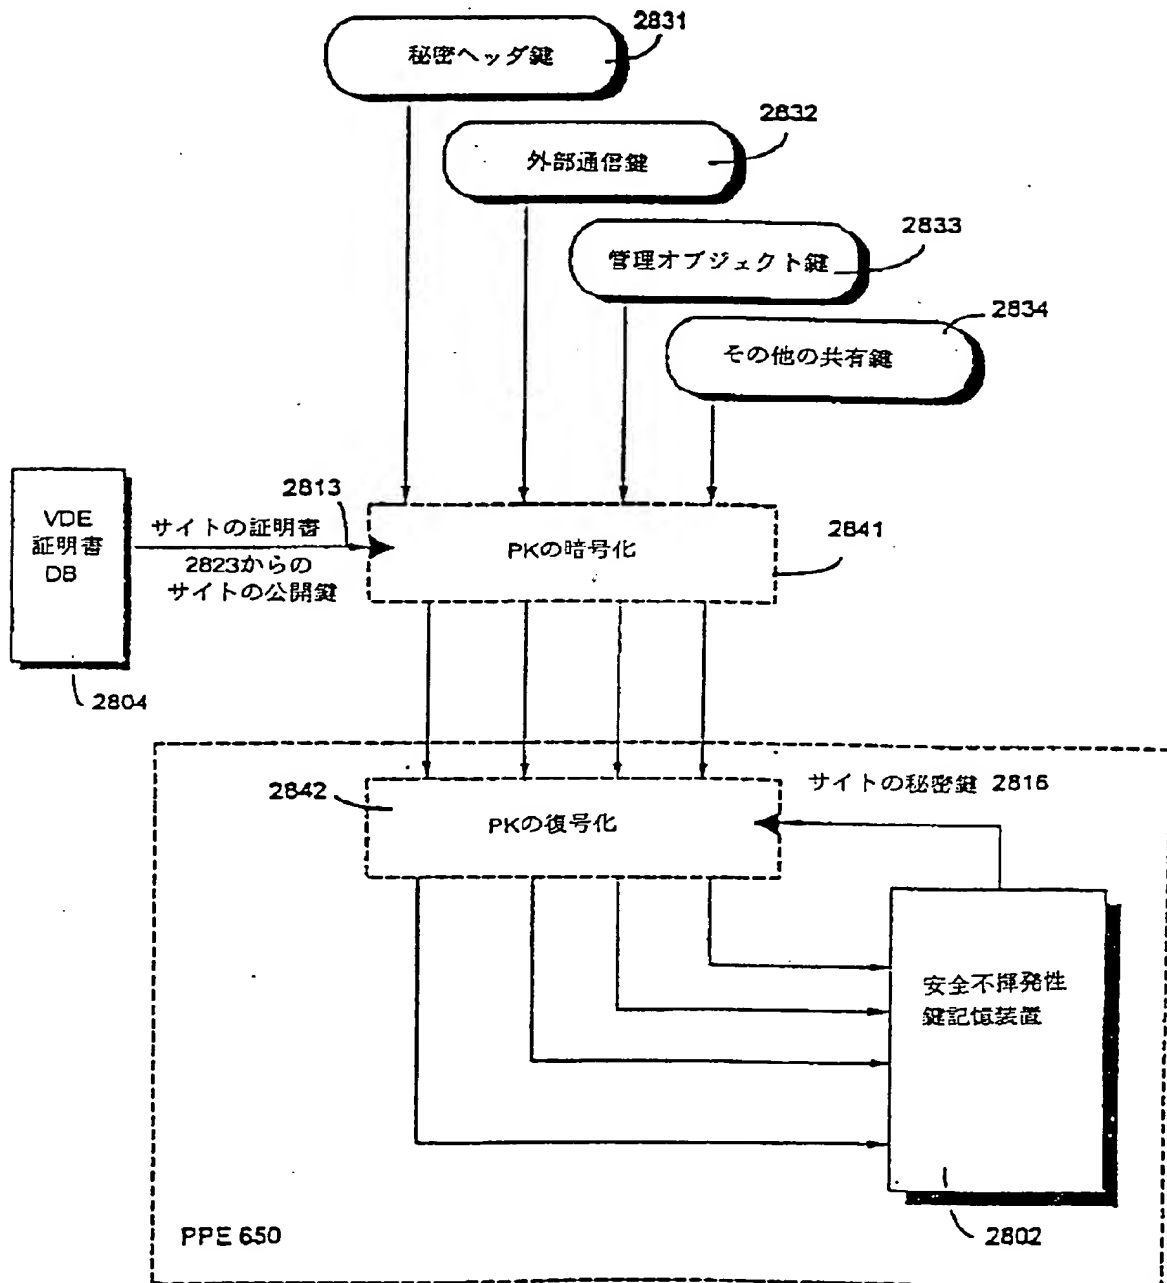 2831
秘密ヘッダ鍵
2832
外部通信鍵
2833
管理オブジェクト鍵
2834
その他の共有鍵
2813
VDE
証明書
DB
サイトの証明書
2823からの
サイトの公開鍵
PKの暗号化
2841
2804
2842
PKの復号化
サイトの秘密鍵 2816
安全不揮発性
鍵記憶装置
PPE 650
2802